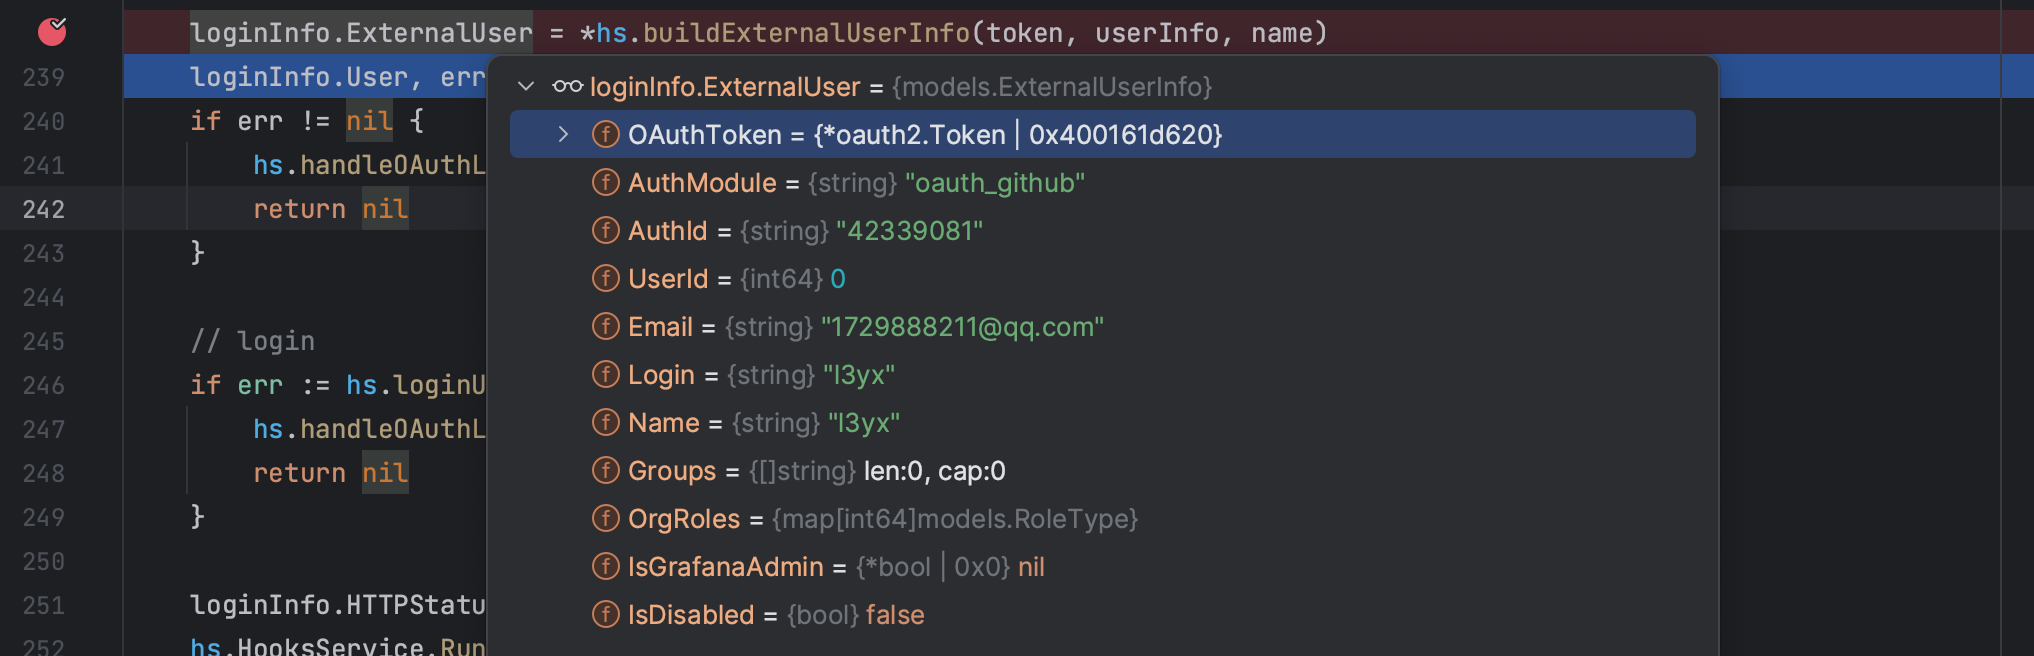 loginInfo.ExternalUser = *hs.buildExternalUserInfo(token, userInfo, name)
239 loginInfo.User, err
loginInfo.ExternalUser = {models.ExternalUserInfo}
240 if err != nil {
OAuthToken = {*oauth2.Token | 0x400161d620}
241 hs.handleOAuthL
AuthModule = {string} "oauth_github"
242 return nil
AuthId = {string} "42339081"
243 }
UserId = {int64} 0
244
Email = {string} "1729888211@qq.com"
245 // login
Login = {string} "l3yx"
246 if err := hs.loginU
Name = {string} "l3yx"
247 hs.handleOAuthL
Groups = {[]string} len:0, cap:0
248 return nil
OrgRoles = {map[int64]models.RoleType}
249 }
IsGrafanaAdmin = {*bool | 0x0} nil
250
251 loginInfo.HTTPStatu
IsDisabled = {bool} false
252 hs.HooksService.Run